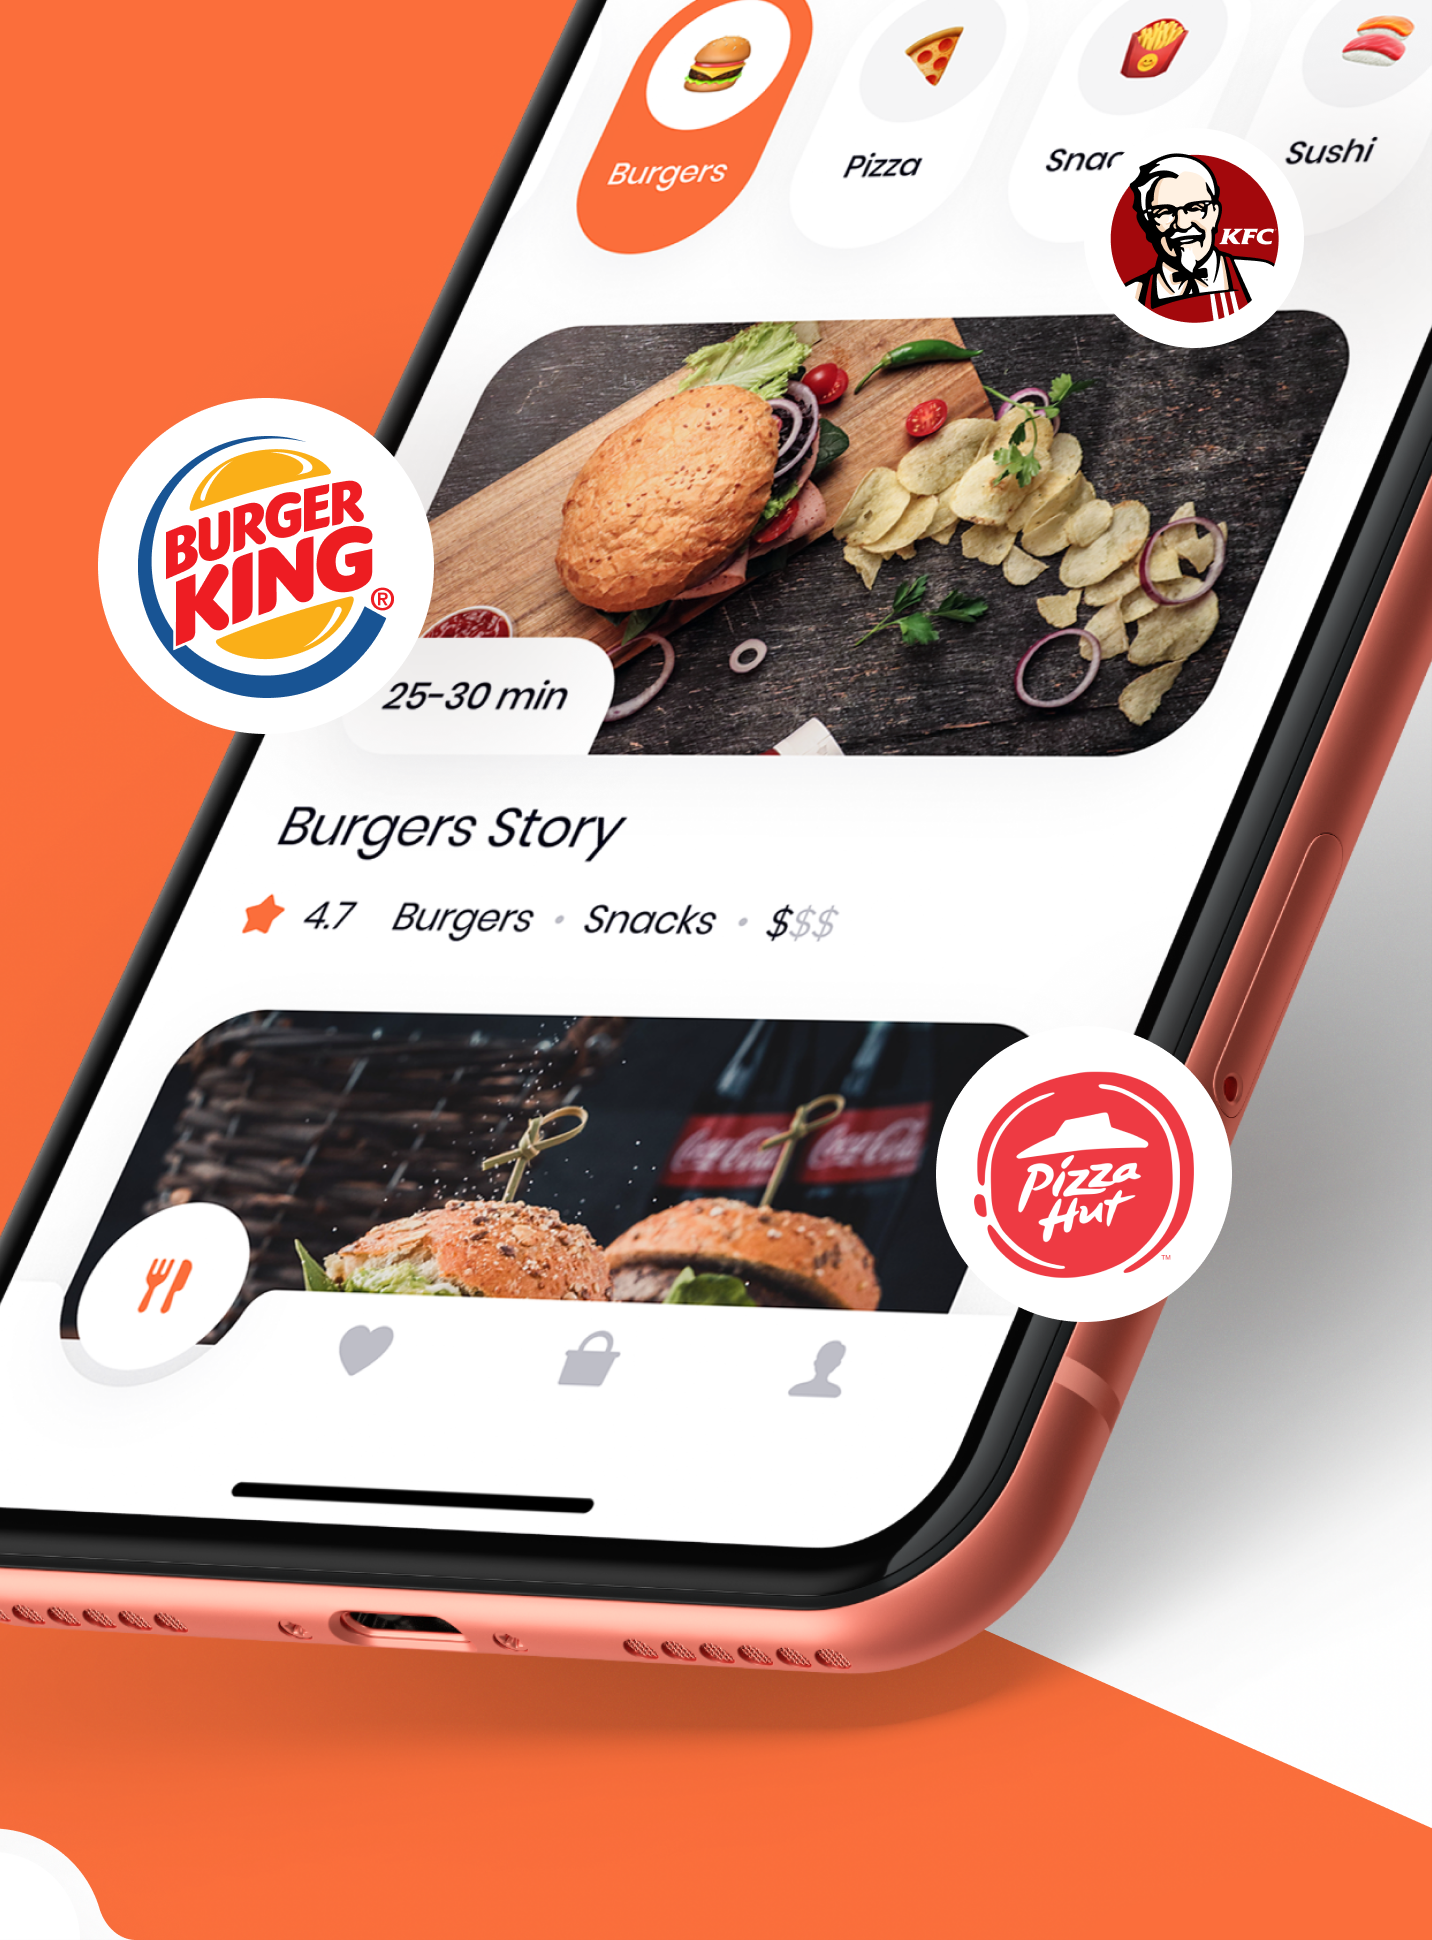 Burgers
Pizza
Snac
Sushi
KFC
BURGER
KING
®
25-30 min
Burgers Story
4.7 Burgers • Snacks • $$$
Coca-Cola
Coca-Cola
Pizza
Hut
TM